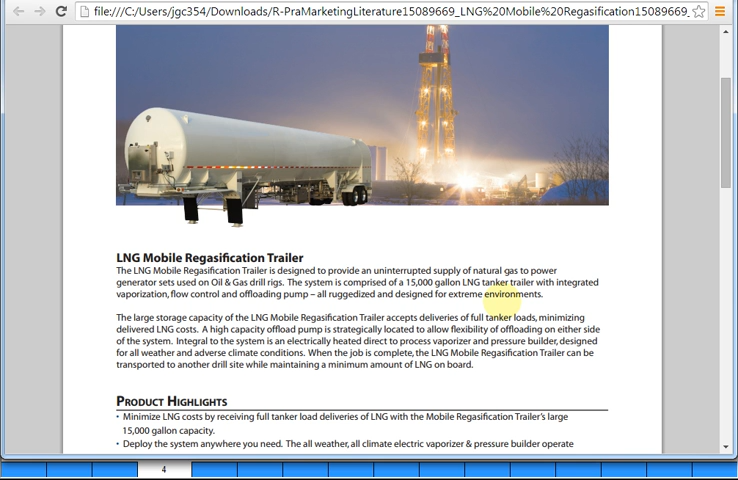 file:///C:/Users/jgc354/Downloads/R-PraMarketingLiterature15089669_LNG%20Mobile%20Regasification15089669_
LNG Mobile Regasification Trailer
The LNG Mobile Regasification Trailer is designed to provide an uninterrupted supply of natural gas to power
generator sets used on Oil & Gas drill rigs. The system is comprised of a 15,000 gallon LNG tanker trailer with integrated
vaporization, flow control and offloading pump – all ruggedized and designed for extreme environments.
The large storage capacity of the LNG Mobile Regasification Trailer accepts deliveries of full tanker loads, minimizing
delivered LNG costs. A high capacity offload pump is strategically located to allow flexibility of offloading on either side
of the system. Integral to the system is an electrically heated direct to process vaporizer and pressure builder, designed
for all weather and adverse climate conditions. When the job is complete, the LNG Mobile Regasification Trailer can be
transported to another drill site while maintaining a minimum amount of LNG on board.
Product Highlights
• Minimize LNG costs by receiving full tanker load deliveries of LNG with the Mobile Regasification Trailer's large
15,000 gallon capacity.
• Deploy the system anywhere you need. The all weather, all climate electric vaporizer & pressure builder operate
4